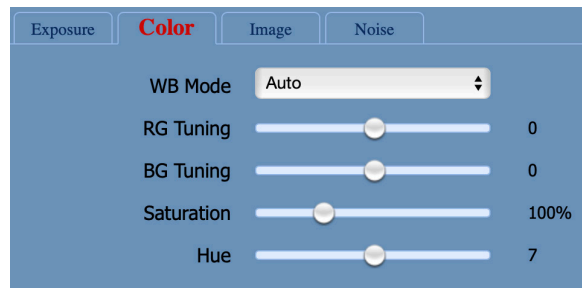 Exposure Color Image Noise
WB Mode Auto
RG Tuning 0
BG Tuning 0
Saturation 100%
Hue 7